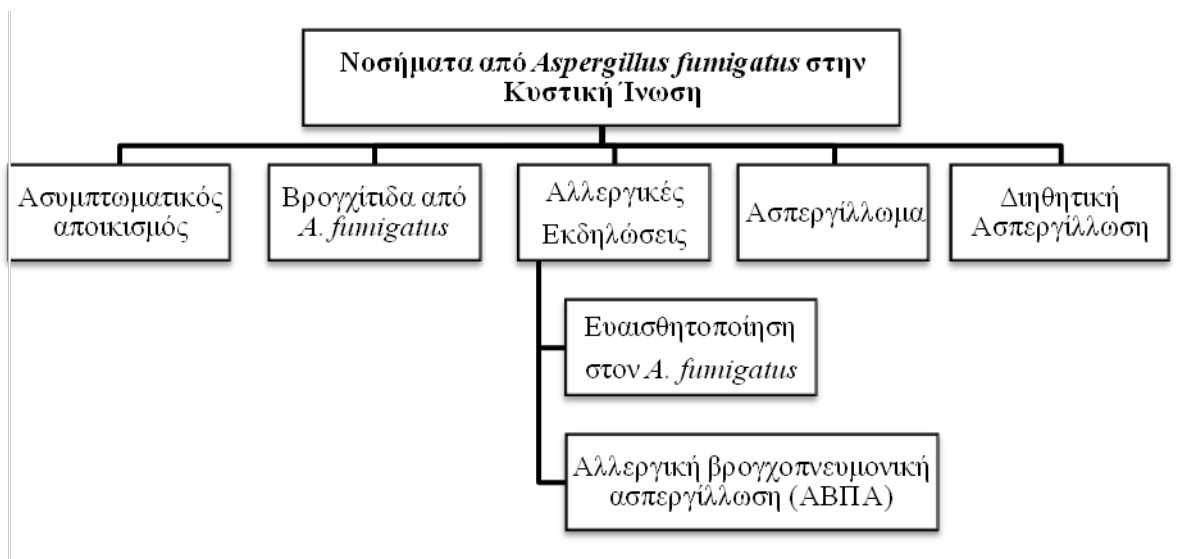 Νοσήματα από Aspergillus fumigatus στην
Κυστική Ίνωση
Ασυμπτωματικός
αποικισμός
Βρογχίτιδα από
A. fumigatus
Αλλεργικές
Εκδηλώσεις
Ασπεργίλλωμα
Διηθητική
Ασπεργίλλωση
Ευαισθητοποίηση
στον A. fumigatus
Αλλεργική βρογχοπνευμονική
ασπεργίλλωση (ΑΒΠΑ)